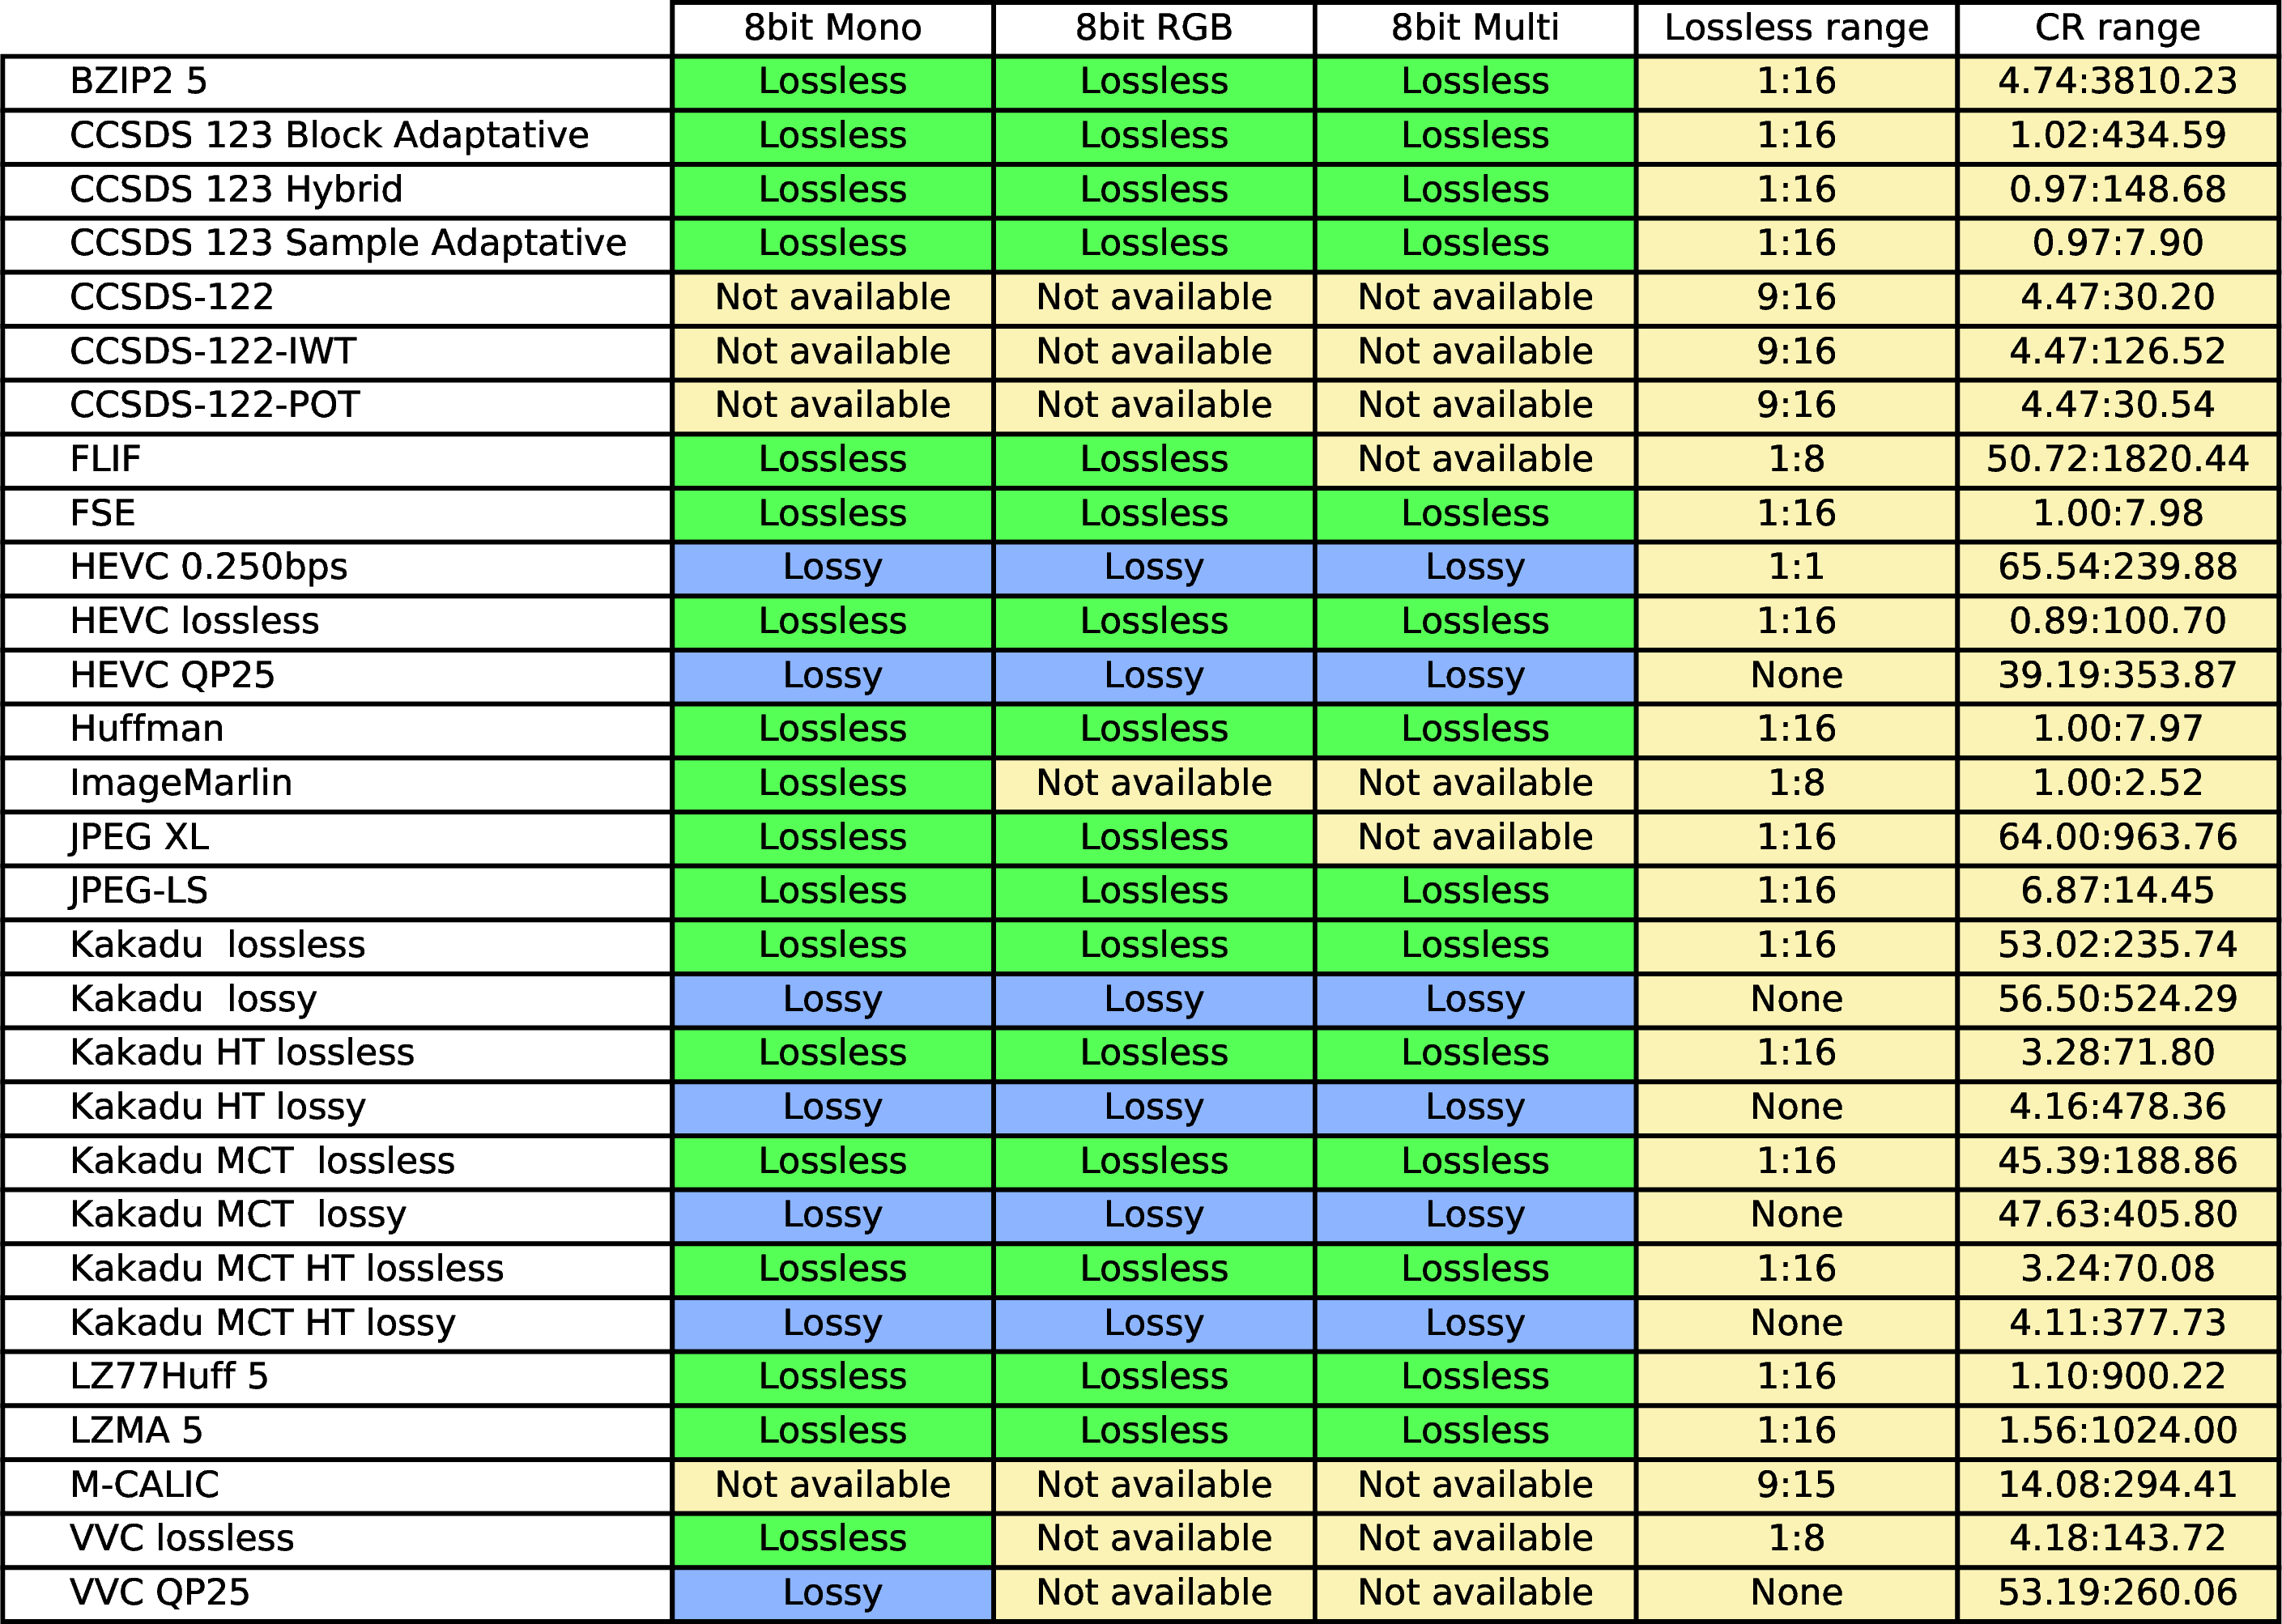 8bit Mono 8bit RGB 8bit Multi Lossless range CR range
BZIP2 5 Lossless Lossless Lossless 1:16 4.74:3810.23
CCSDS 123 Block Adaptative Lossless Lossless Lossless 1:16 1.02:434.59
CCSDS 123 Hybrid Lossless Lossless Lossless 1:16 0.97:148.68
CCSDS 123 Sample Adaptative Lossless Lossless Lossless 1:16 0.97:7.90
CCSDS-122 Not available Not available Not available 9:16 4.47:30.20
CCSDS-122-IWT Not available Not available Not available 9:16 4.47:126.52
CCSDS-122-POT Not available Not available Not available 9:16 4.47:30.54
FLIF Lossless Lossless Not available 1:8 50.72:1820.44
FSE Lossless Lossless Lossless 1:16 1.00:7.98
HEVC 0.250bps Lossy Lossy Lossy 1:1 65.54:239.88
HEVC lossless Lossless Lossless Lossless 1:16 0.89:100.70
HEVC QP25 Lossy Lossy Lossy None 39.19:353.87
Huffman Lossless Lossless Lossless 1:16 1.00:7.97
ImageMarlin Lossless Not available Not available 1:8 1.00:2.52
JPEG XL Lossless Lossless Not available 1:16 64.00:963.76
JPEG-LS Lossless Lossless Lossless 1:16 6.87:14.45
Kakadu lossless Lossless Lossless Lossless 1:16 53.02:235.74
Kakadu lossy Lossy Lossy Lossy None 56.50:524.29
Kakadu HT lossless Lossless Lossless Lossless 1:16 3.28:71.80
Kakadu HT lossy Lossy Lossy Lossy None 4.16:478.36
Kakadu MCT lossless Lossless Lossless Lossless 1:16 45.39:188.86
Kakadu MCT lossy Lossy Lossy Lossy None 47.63:405.80
Kakadu MCT HT lossless Lossless Lossless Lossless 1:16 3.24:70.08
Kakadu MCT HT lossy Lossy Lossy Lossy None 4.11:377.73
LZ77Huff 5 Lossless Lossless Lossless 1:16 1.10:900.22
LZMA 5 Lossless Lossless Lossless 1:16 1.56:1024.00
M-CALIC Not available Not available Not available 9:15 14.08:294.41
VVC lossless Lossless Not available Not available 1:8 4.18:143.72
VVC QP25 Lossy Not available Not available None 53.19:260.06